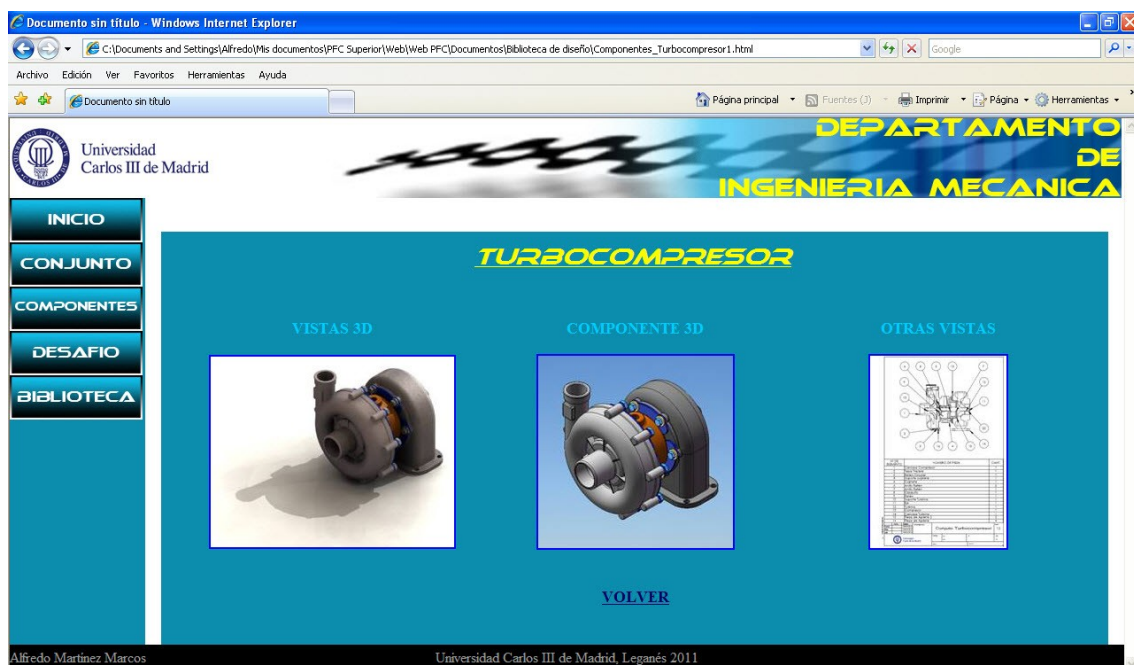 Documento sin título - Windows Internet Explorer
C:\Documents and Settings\Alfredo\Mis documentos\PFC Superior\Web\Web PFC\Documentos\Biblioteca de diseño\Componentes_Turbocompresor1.html
Google
Archivo Edición Ver Favoritos Herramientas Ayuda
Documento sin título
Página principal Fuentes (J) Imprimir Página Herramientas
Universidad
Carlos III de Madrid
DEPARTAMENTO
DE
INGENIERIA MECANICA
INICIO
CONJUNTO
COMPONENTES
DESAFIO
BIBLIOTECA
TURBOCOMPRESOR
VISTAS 3D COMPONENTE 3D OTRAS VISTAS
VOLVER
Alfredo Martinez Marcos Universidad Carlos III de Madrid, Leganés 2011